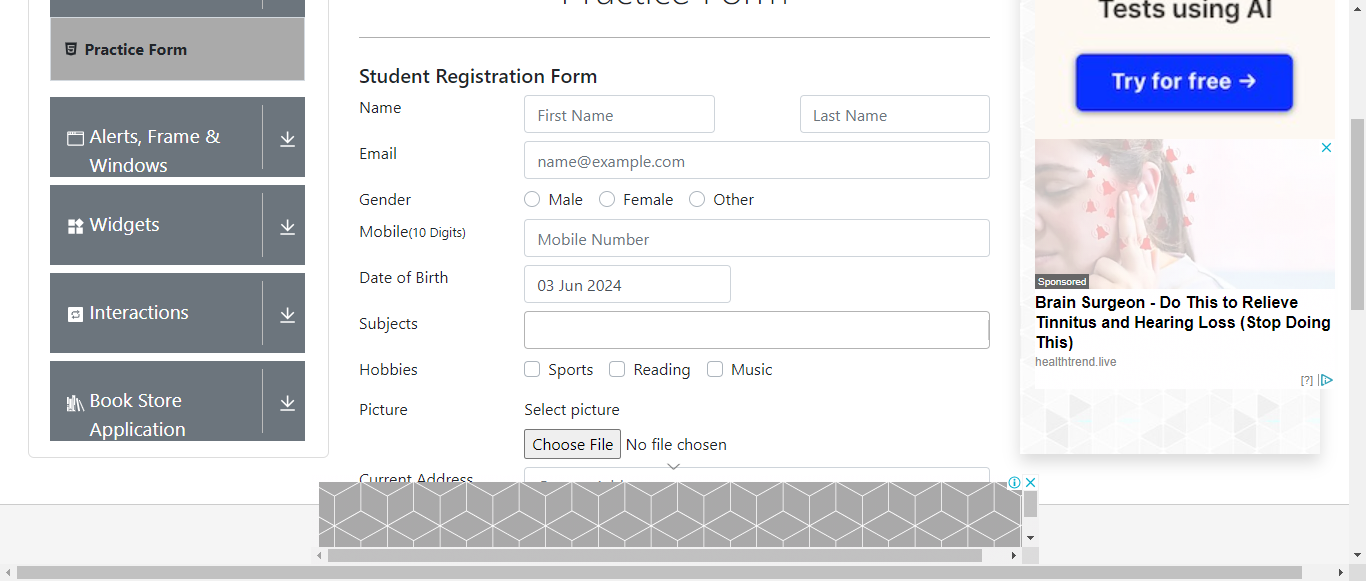 Practice Form
Tests using AI
Practice Form
Try for free →
Student Registration Form
Name
First Name
Last Name
Alerts, Frame &
Windows
Email
name@example.com
Gender
Male
Female
Other
Widgets
Mobile(10 Digits)
Mobile Number
Date of Birth
03 Jun 2024
Sponsored
Brain Surgeon - Do This to Relieve
Tinnitus and Hearing Loss (Stop Doing
This)
healthtrend.live
[?]
Interactions
Subjects
Hobbies
Sports
Reading
Music
Book Store
Application
Picture
Select picture
Choose File
No file chosen
Current Address